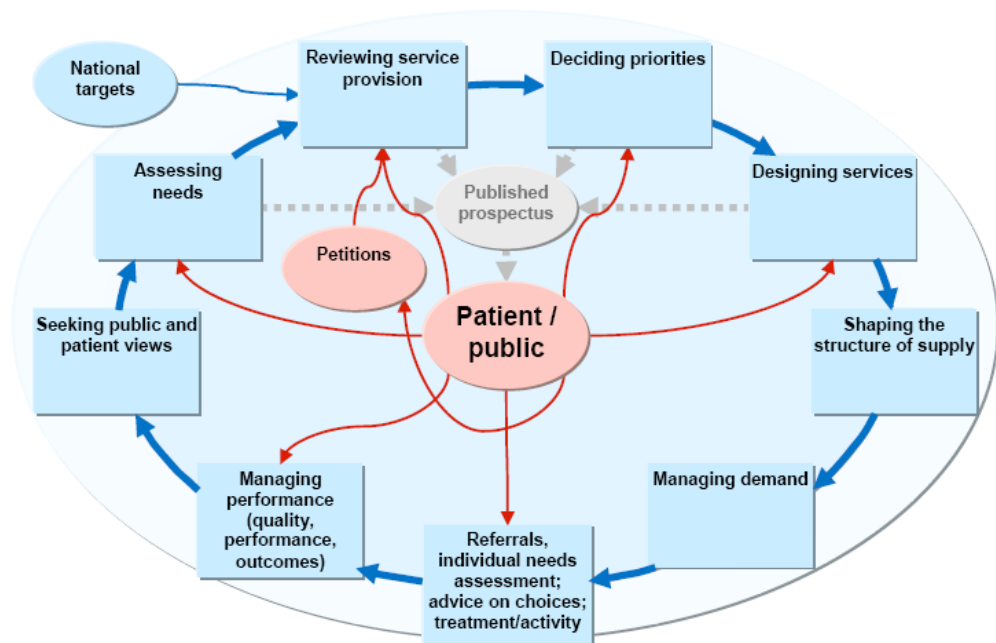 National
targets
Reviewing service
provision
Deciding priorities
Assessing
needs
Published
prospectus
Designing services
Petitions
Seeking public and
patient views
Patient /
public
Shaping the
structure of supply
Managing
performance
(quality,
performance,
outcomes)
Managing demand
Referrals,
individual needs
assessment;
advice on choices;
treatment/activity